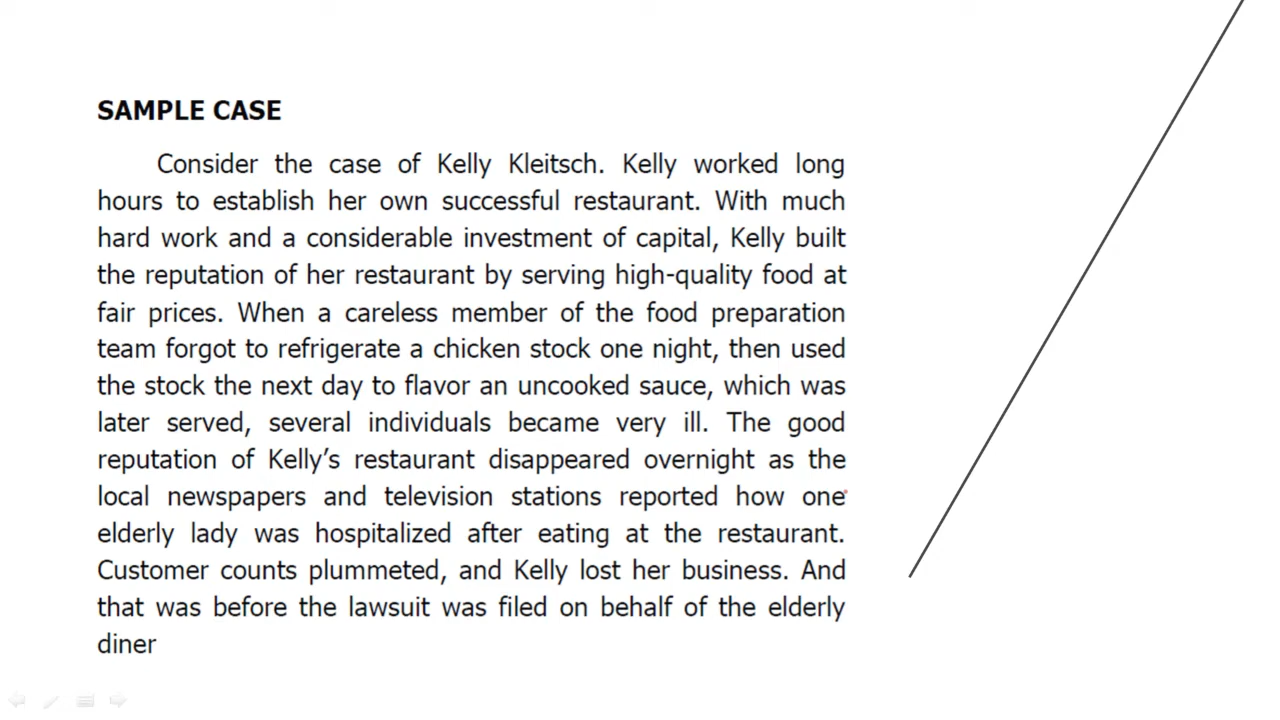 SAMPLE CASE
Consider the case of Kelly Kleitsch. Kelly worked long
hours to establish her own successful restaurant. With much
hard work and a considerable investment of capital, Kelly built
the reputation of her restaurant by serving high-quality food at
fair prices. When a careless member of the food preparation
team forgot to refrigerate a chicken stock one night, then used
the stock the next day to flavor an uncooked sauce, which was
later served, several individuals became very ill. The good
reputation of Kelly’s restaurant disappeared overnight as the
local newspapers and television stations reported how one
elderly lady was hospitalized after eating at the restaurant.
Customer counts plummeted, and Kelly lost her business. And
that was before the lawsuit was filed on behalf of the elderly
diner